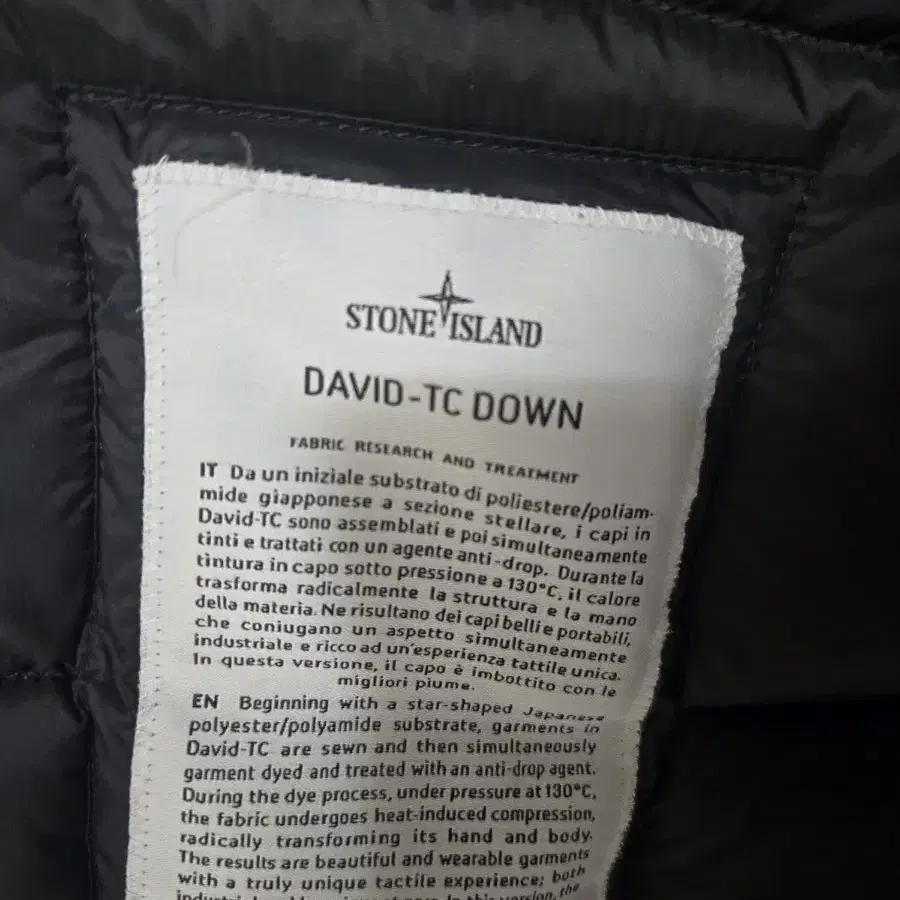 STONE ISLAND
DAVID-TC DOWN
FABRIC RESEARCH AND TREATMENT
IT Da un iniziale substrato di poliestere/poliam-
mide giapponese a sezione stellare, i capi in
David-TC sono assemblati e poi simultaneamente
tinti e trattati con un agente anti-drop. Durante la
tintura in capo sotto pressione a 130°C, il calore
trasforma radicalmente la struttura e la mano
della materia. Ne risultano dei capi belli e portabili,
che coniugano un aspetto simultaneamente
industriale e ricco ad un'esperienza tattile unica.
In questa versione, il capo è imbottito con le
migliori piume.
EN Beginning with a star-shaped Japanese
polyester/polyamide substrate, garments in
David-TC are sewn and then simultaneously
garment dyed and treated with an anti-drop agent.
During the dye process, under pressure at 130°C,
the fabric undergoes heat-induced compression,
radically transforming its hand and body.
The results are beautiful and wearable garments
with a truly unique tactile experience; both
In this version, the